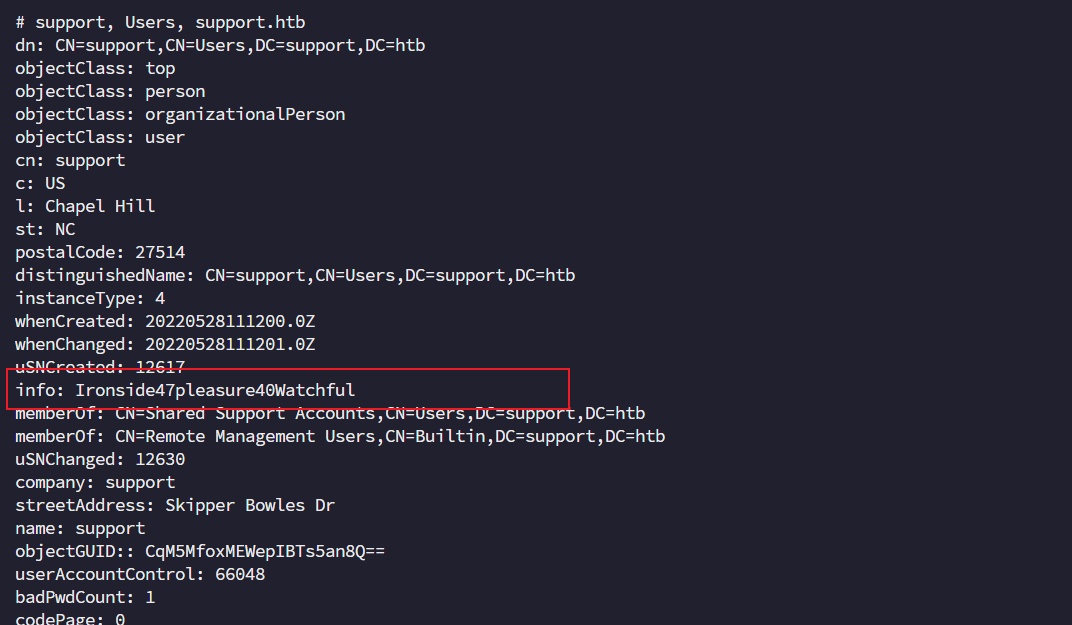 # support, Users, support.htb
dn: CN=support,CN=Users,DC=support,DC=htb
objectClass: top
objectClass: person
objectClass: organizationalPerson
objectClass: user
cn: support
c: US
l: Chapel Hill
st: NC
postalCode: 27514
distinguishedName: CN=support,CN=Users,DC=support,DC=htb
instanceType: 4
whenCreated: 20220528111200.0Z
whenChanged: 20220528111201.0Z
uSNCreated: 12617
info: Ironside47pleasure40Watchful
memberOf: CN=Shared Support Accounts,CN=Users,DC=support,DC=htb
memberOf: CN=Remote Management Users,CN=Builtin,DC=support,DC=htb
uSNChanged: 12630
company: support
streetAddress: Skipper Bowles Dr
name: support
objectGUID:: CqM5MfoxMEWepIBTs5an8Q==
userAccountControl: 66048
badPwdCount: 1
codePage: 0